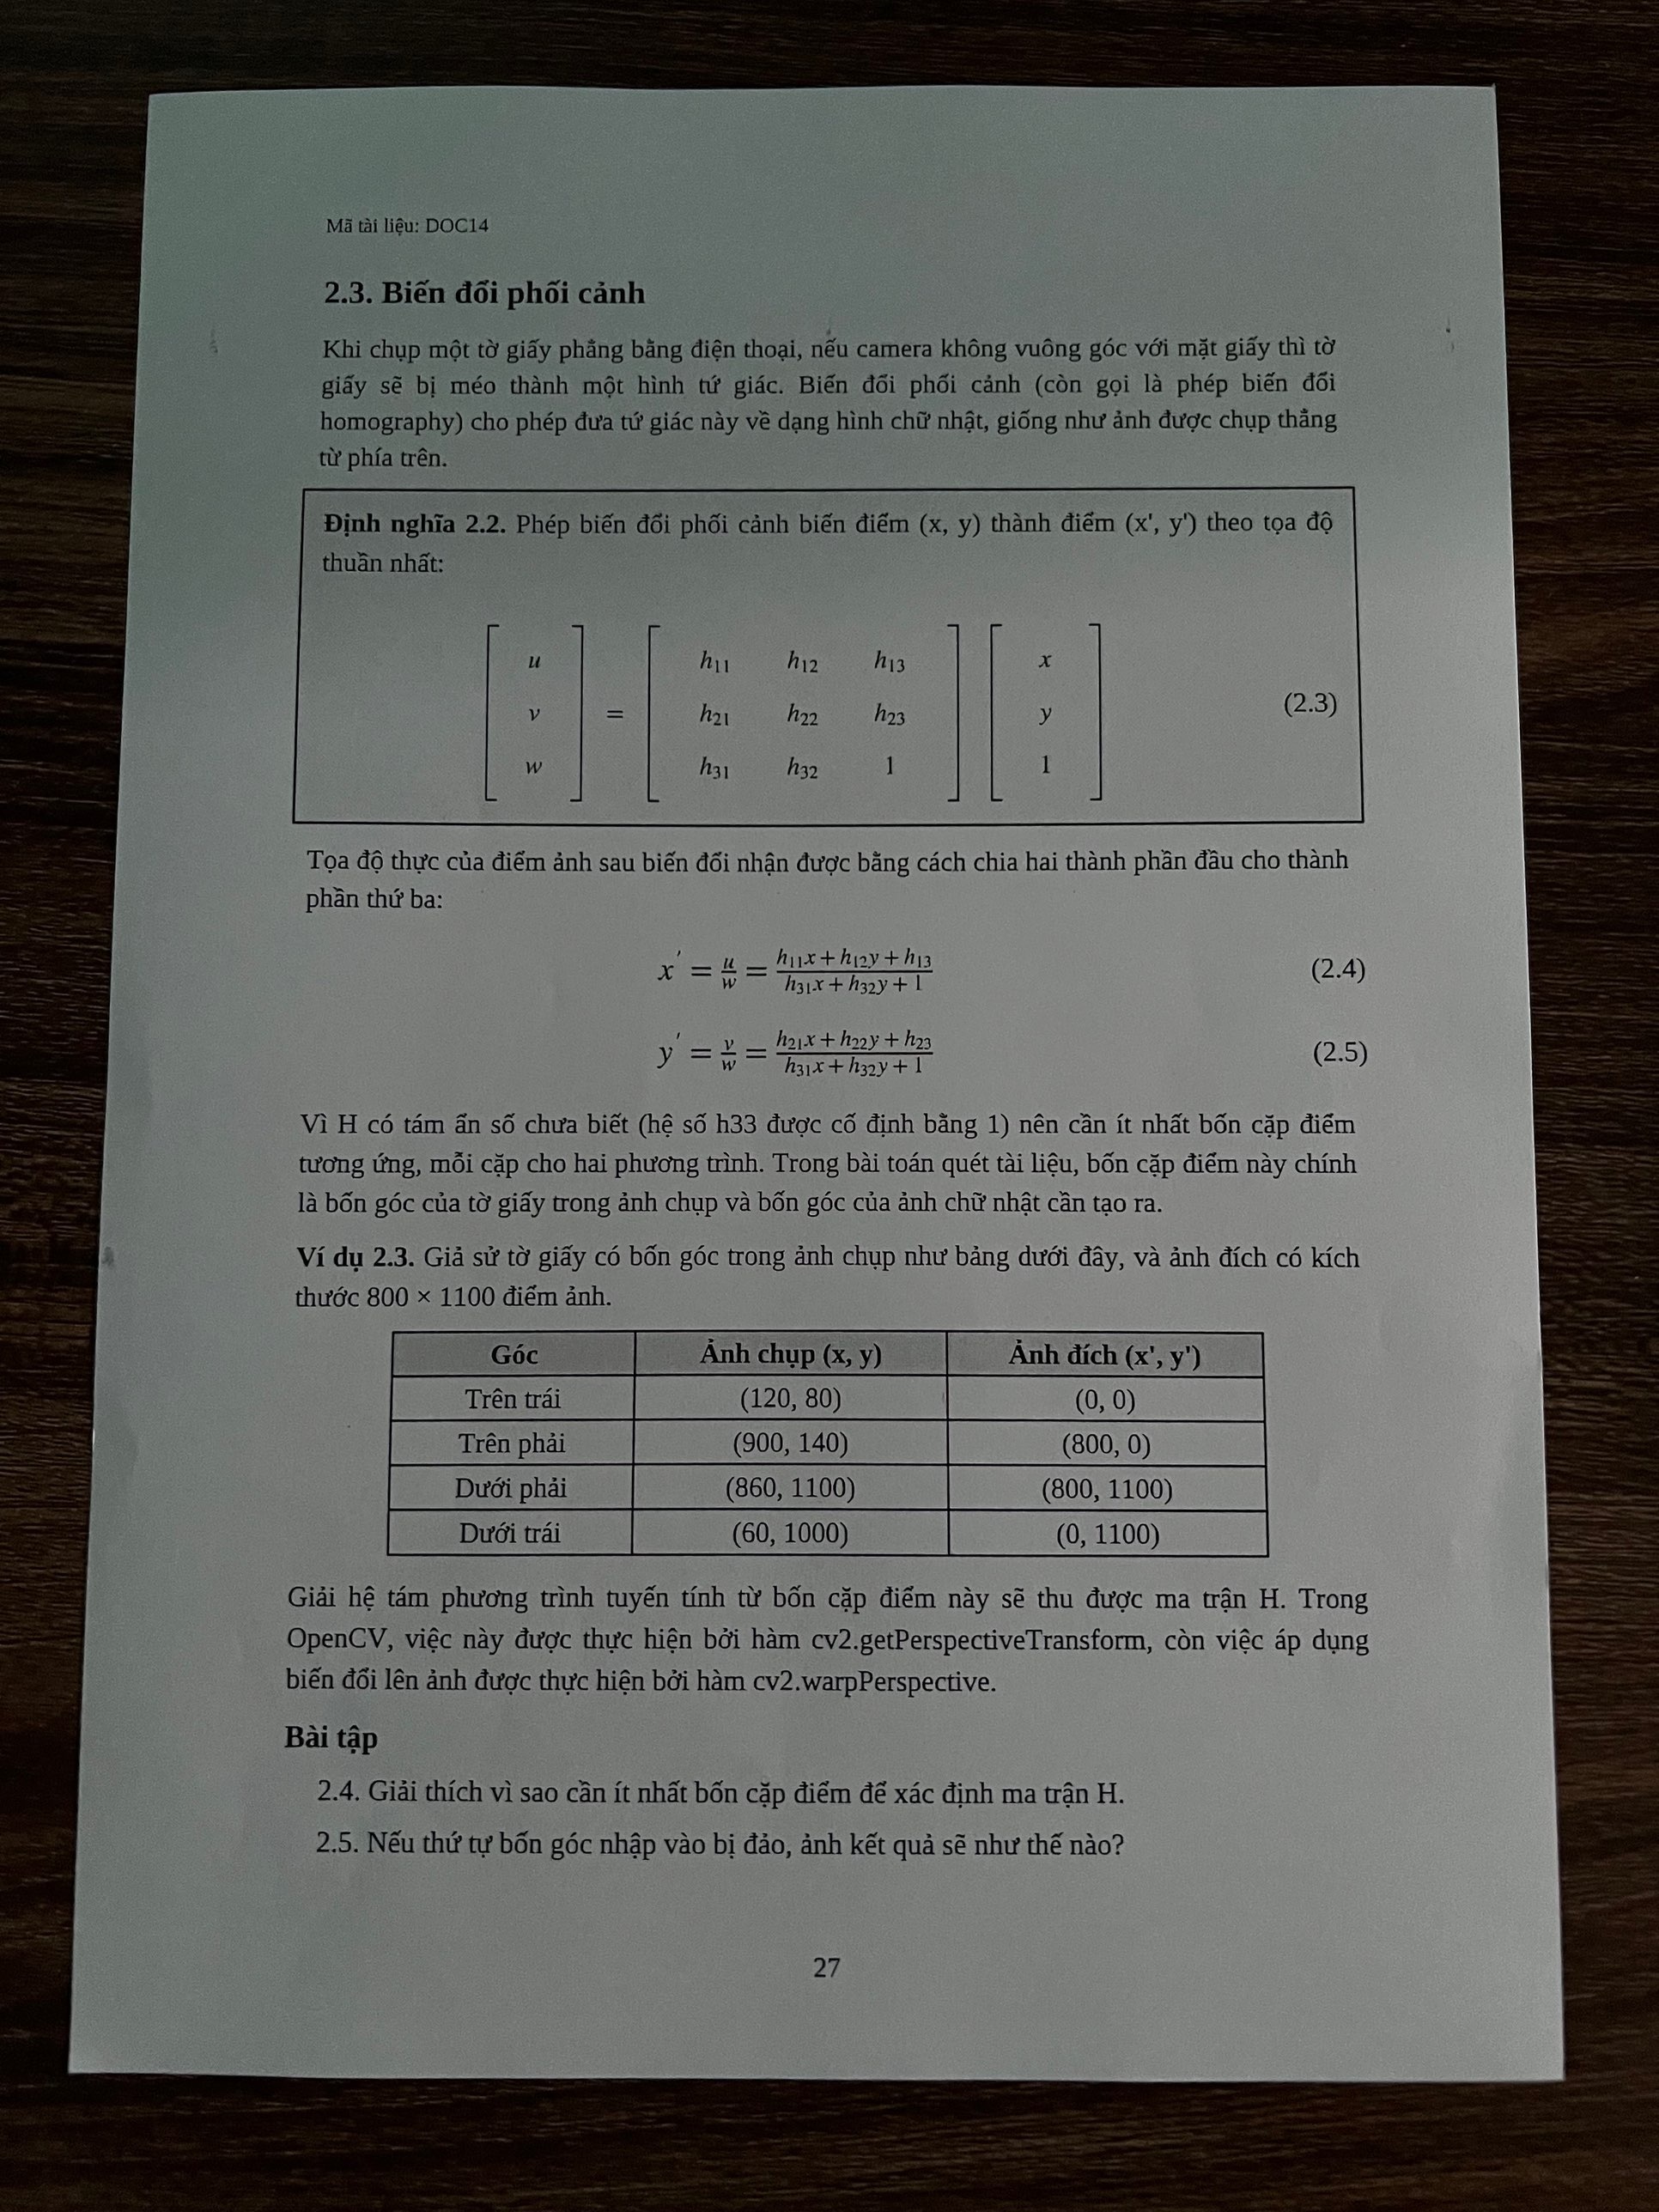 Mã tài liệu: DOC14
2.3. Biến đổi phối cảnh
Khi chụp một tờ giấy phẳng bằng điện thoại, nếu camera không vuông góc với mặt giấy thì tờ
giấy sẽ bị méo thành một hình tứ giác. Biến đổi phối cảnh (còn gọi là phép biến đổi
homography) cho phép đưa tứ giác này về dạng hình chữ nhật, giống như ảnh được chụp thẳng
từ phía trên.
Định nghĩa 2.2. Phép biến đổi phối cảnh biến điểm (x, y) thành điểm (x', y') theo tọa độ
thuần nhất:
[u] [h11 h12 h13] [x]
[v] = [h21 h22 h23] [y] (2.3)
[w] [h31 h32 1] [1]
Tọa độ thực của điểm ảnh sau biến đổi nhận được bằng cách chia hai thành phần đầu cho thành
phần thứ ba:
x' = u/w = (h11x + h12y + h13)/(h31x + h32y + 1) (2.4)
y' = v/w = (h21x + h22y + h23)/(h31x + h32y + 1) (2.5)
Vì H có tám ẩn số chưa biết (hệ số h33 được cố định bằng 1) nên cần ít nhất bốn cặp điểm
tương ứng, mỗi cặp cho hai phương trình. Trong bài toán quét tài liệu, bốn cặp điểm này chính
là bốn góc của tờ giấy trong ảnh chụp và bốn góc của ảnh chữ nhật cần tạo ra.
Ví dụ 2.3. Giả sử tờ giấy có bốn góc trong ảnh chụp như bảng dưới đây, và ảnh đích có kích
thước 800 × 1100 điểm ảnh.
Góc Ảnh chụp (x, y) Ảnh đích (x', y')
Trên trái (120, 80) (0, 0)
Trên phải (900, 140) (800, 0)
Dưới phải (860, 1100) (800, 1100)
Dưới trái (60, 1000) (0, 1100)
Giải hệ tám phương trình tuyến tính từ bốn cặp điểm này sẽ thu được ma trận H. Trong
OpenCV, việc này được thực hiện bởi hàm cv2.getPerspectiveTransform, còn việc áp dụng
biến đổi lên ảnh được thực hiện bởi hàm cv2.warpPerspective.
Bài tập
2.4. Giải thích vì sao cần ít nhất bốn cặp điểm để xác định ma trận H.
2.5. Nếu thứ tự bốn góc nhập vào bị đảo, ảnh kết quả sẽ như thế nào?
27